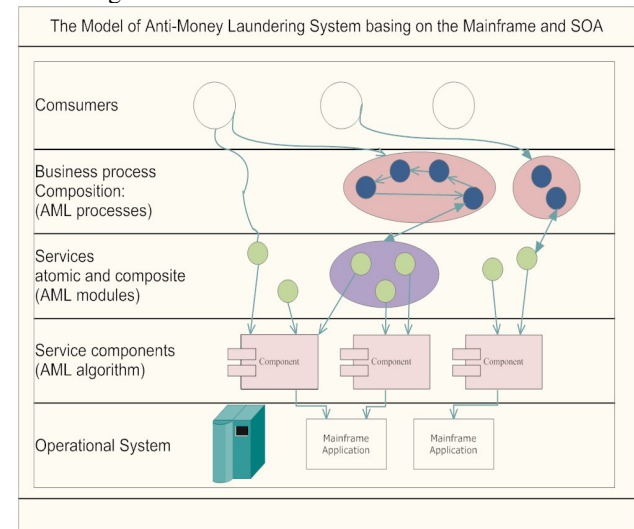 The Model of Anti-Money Laundering System basing on the Mainframe and SOA
Comsumers
Business process
Composition:
(AML processes)
Services
atomic and composite
(AML modules)
Service components
(AML algorithm)
Component
Component
Component
Operational System
Mainframe
Application
Mainframe
Application